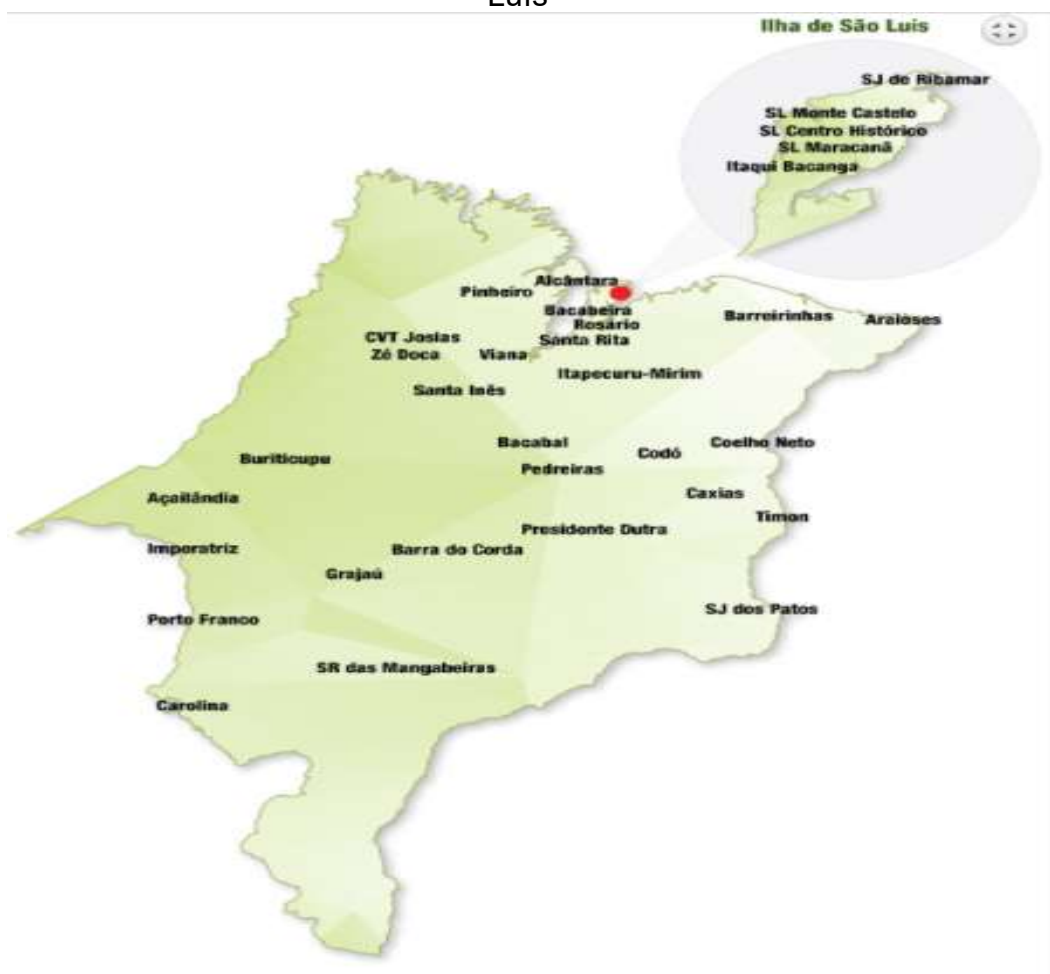 Luís
Ilha de São Luis
SJ de Ribamar
SL Monte Castelo
SL Centro Histórico
SL Maracanã
Itaqui Bacanga
Alcântara
Pinheiro
Bacabeira
Rosário
Barreirinhas
Araioses
CVT Josias
Santa Rita
Zé Doca
Viana
Itapecuru-Mirim
Santa Inês
Bacabal
Codó
Coelho Neto
Buriticupu
Pedreiras
Açailândia
Caxias
Timon
Presidente Dutra
Imperatriz
Barra do Corda
Grajaú
Porto Franco
SJ dos Patos
SR das Mangabeiras
Carolina